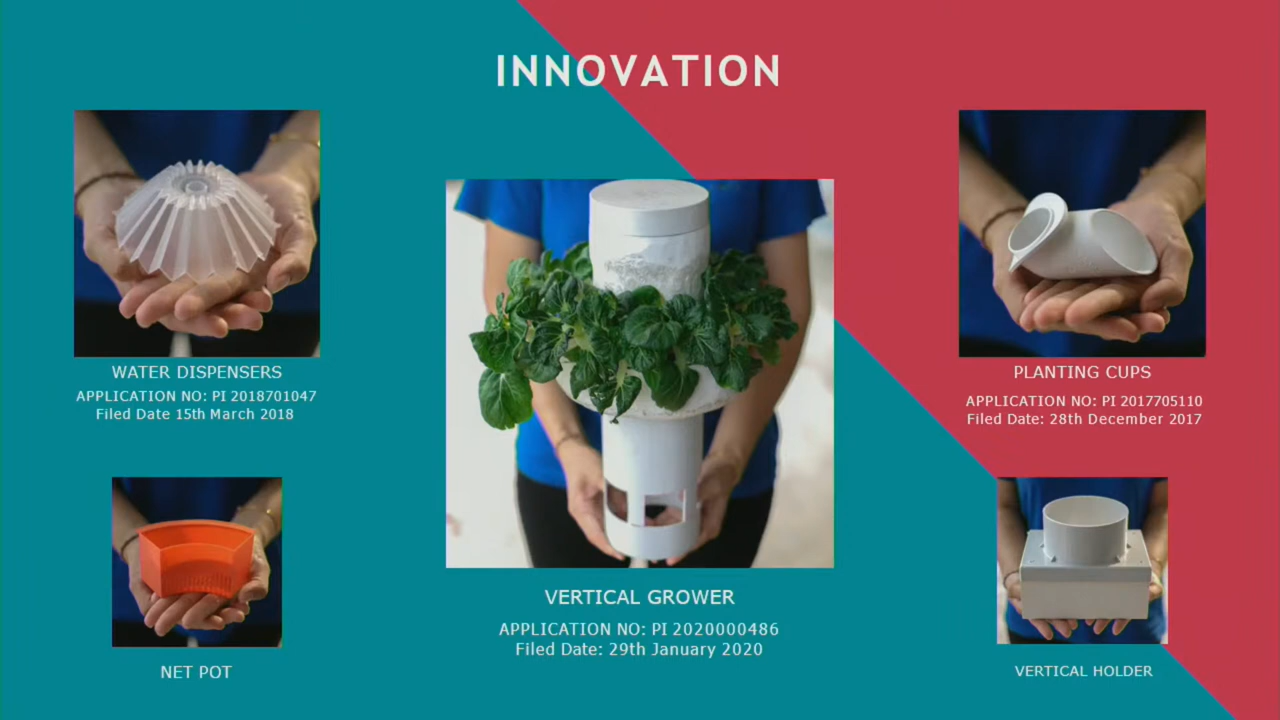 INNOVATION
WATER DISPENSERS
APPLICATION NO: PI 2018701047
Filed Date 15th March 2018
PLANTING CUPS
APPLICATION NO: PI 2017705110
Filed Date: 28th December 2017
VERTICAL GROWER
APPLICATION NO: PI 2020000486
Filed Date: 29th January 2020
NET POT
VERTICAL HOLDER